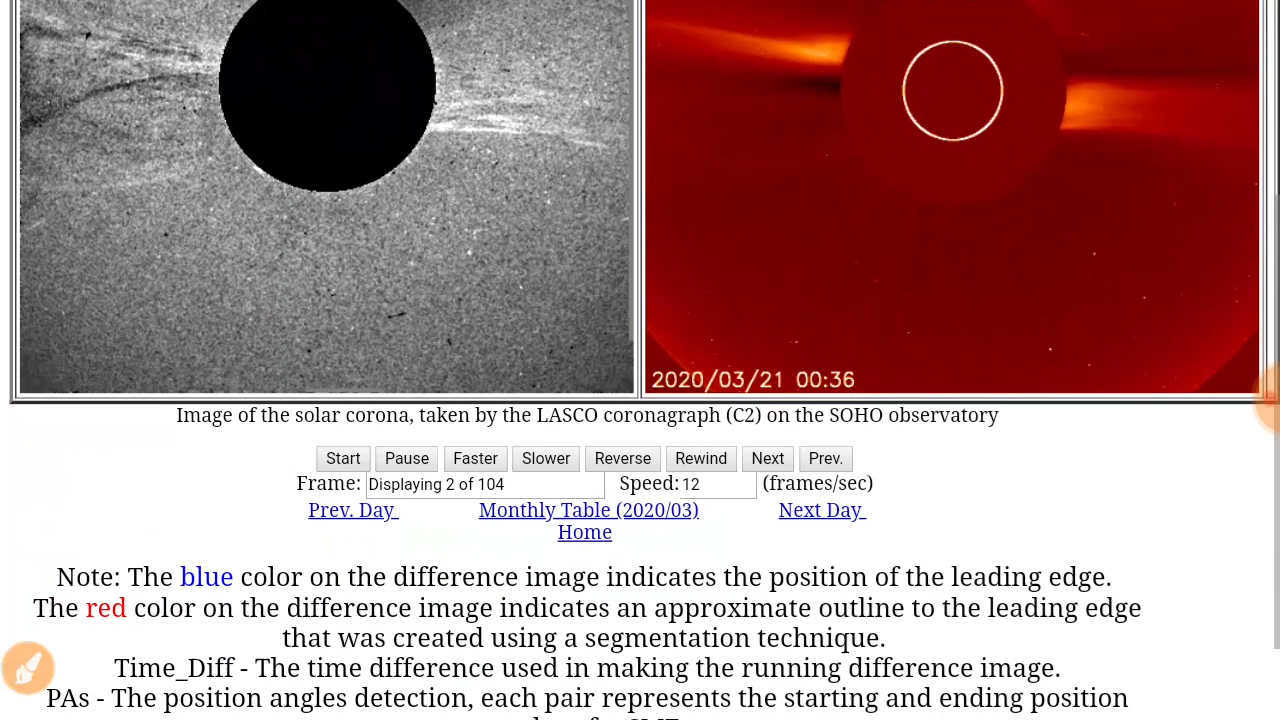 2020/03/21 00:36
Image of the solar corona, taken by the LASCO coronagraph (C2) on the SOHO observatory
Start Pause Faster Slower Reverse Rewind Next Prev.
Frame: Displaying 2 of 104 Speed: 12 (frames/sec)
Prev. Day Monthly Table (2020/03) Next Day
Home
Note: The blue color on the difference image indicates the position of the leading edge.
The red color on the difference image indicates an approximate outline to the leading edge
that was created using a segmentation technique.
Time_Diff - The time difference used in making the running difference image.
PAs - The position angles detection, each pair represents the starting and ending position